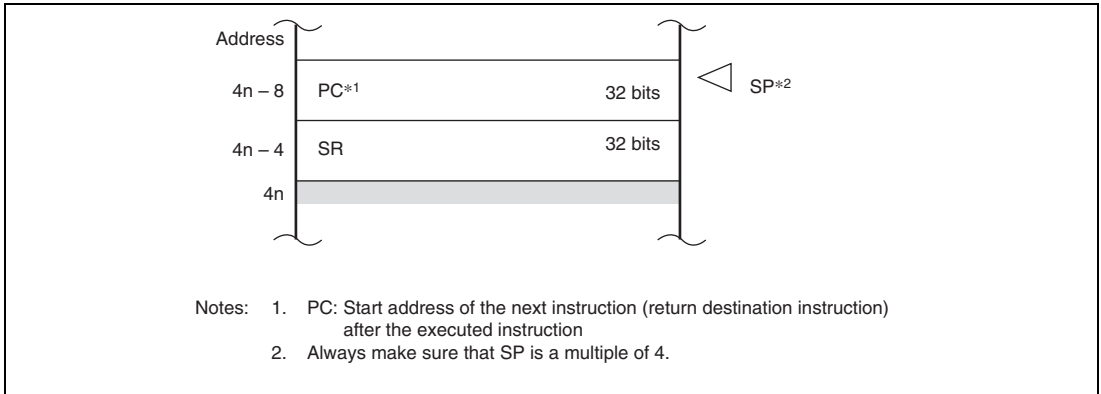 Address
4n – 8 PC*1 32 bits SP*2
4n – 4 SR 32 bits
4n
Notes: 1. PC: Start address of the next instruction (return destination instruction)
after the executed instruction
2. Always make sure that SP is a multiple of 4.